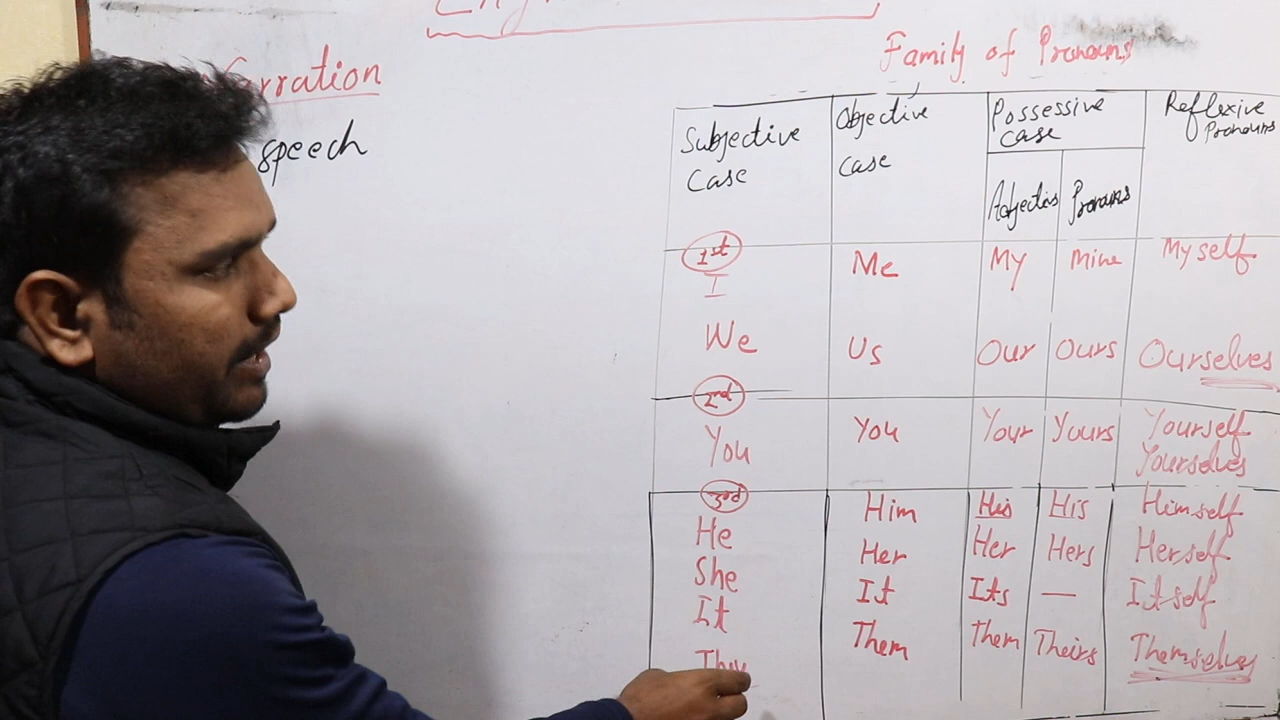 Family of Pronouns
speech
Subjective Case
Objective Case
Possessive Case
Reflexive Pronouns
Adjectives
Pronouns
1st
I
Me
My
Mine
Myself
We
Us
Our
Ours
Ourselves
2nd
You
You
Your
Yours
Yourself
Yourselves
3rd
He
Him
His
His
Himself
She
Her
Her
Hers
Herself
It
It
Its
—
Itself
They
Them
Them
Theirs
Themselves